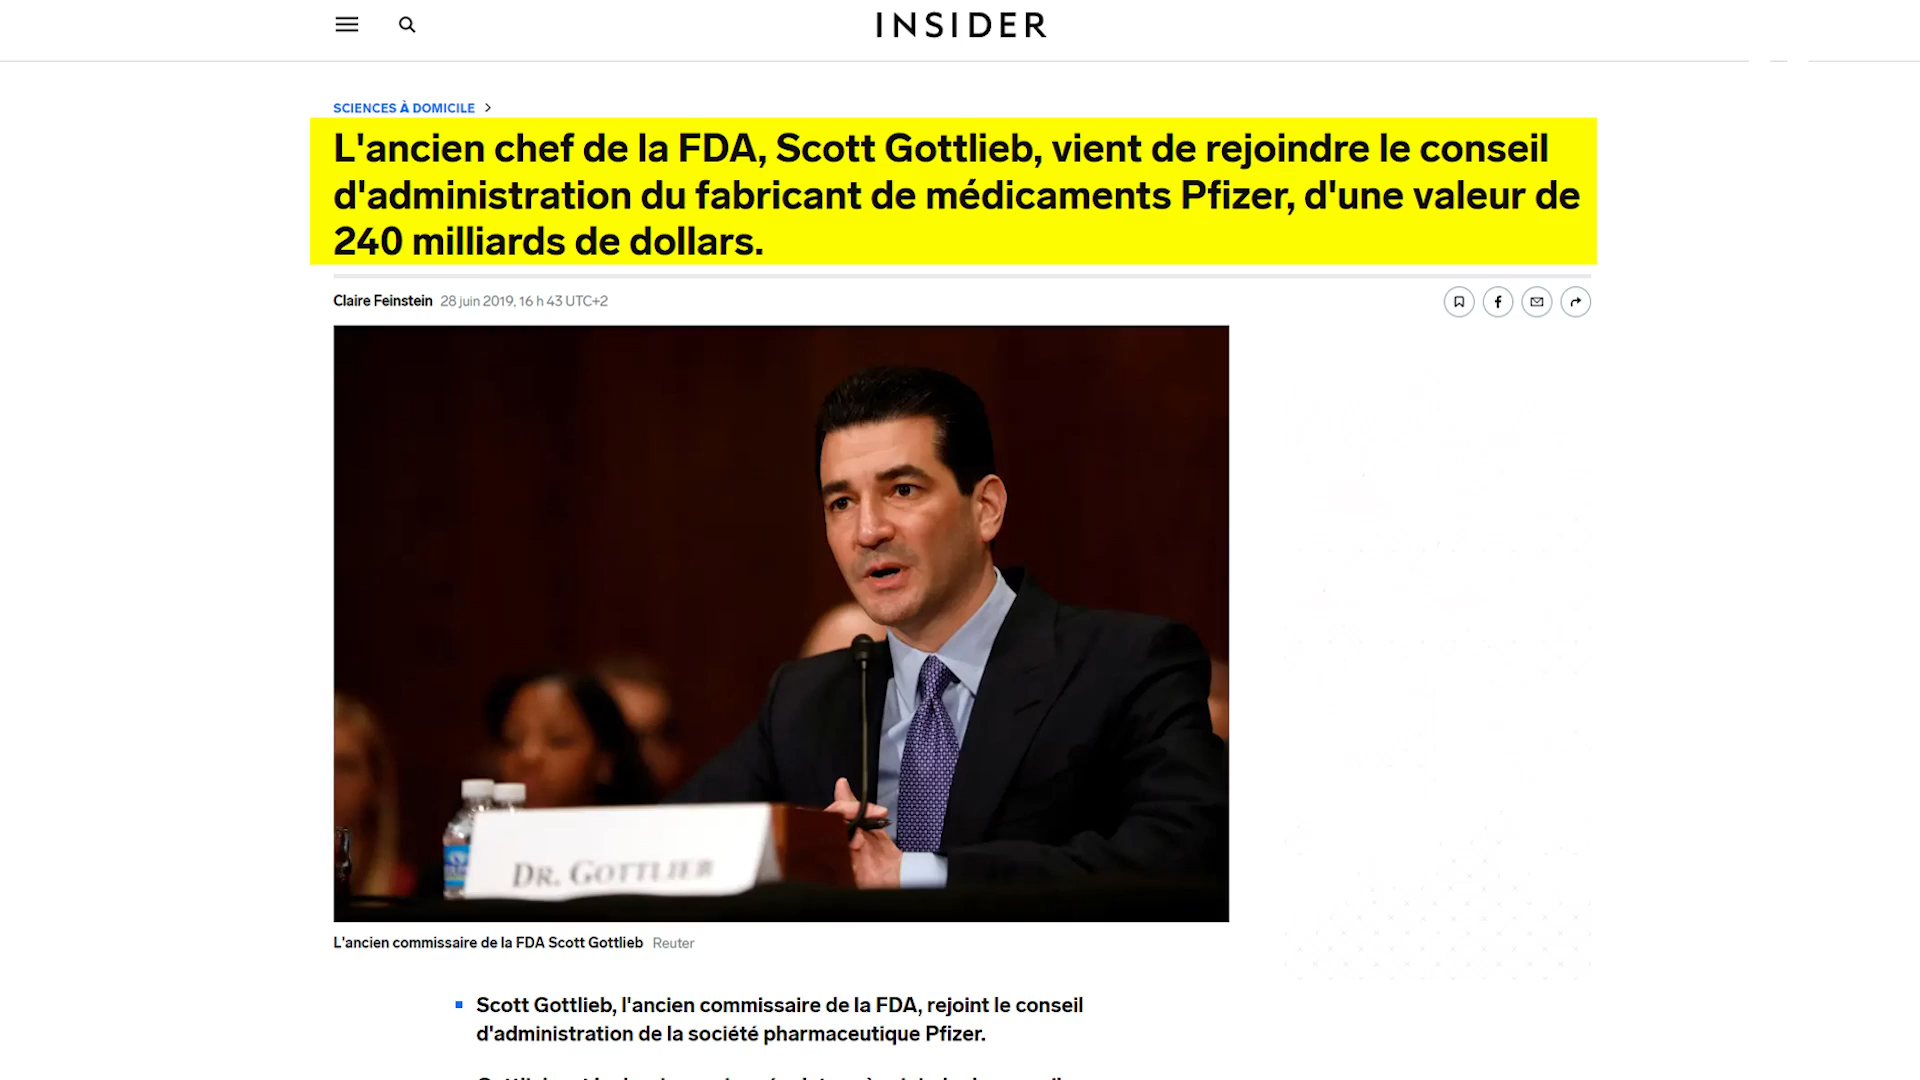 INSIDER
SCIENCES À DOMICILE
L'ancien chef de la FDA, Scott Gottlieb, vient de rejoindre le conseil
d'administration du fabricant de médicaments Pfizer, d'une valeur de
240 milliards de dollars.
Claire Feinstein 28 juin 2019, 16 h 43 UTC+2
DR. GOTTLIEB
L'ancien commissaire de la FDA Scott Gottlieb Reuter
Scott Gottlieb, l'ancien commissaire de la FDA, rejoint le conseil
d'administration de la société pharmaceutique Pfizer.